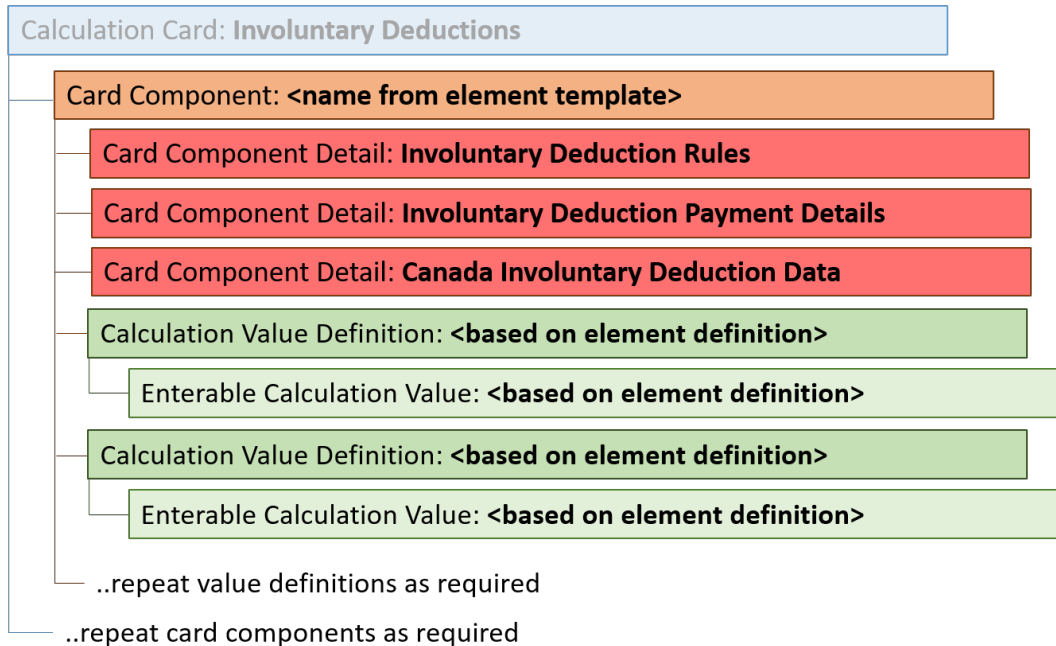 Calculation Card: Involuntary Deductions
Card Component: <name from element template>
Card Component Detail: Involuntary Deduction Rules
Card Component Detail: Involuntary Deduction Payment Details
Card Component Detail: Canada Involuntary Deduction Data
Calculation Value Definition: <based on element definition>
Enterable Calculation Value: <based on element definition>
Calculation Value Definition: <based on element definition>
Enterable Calculation Value: <based on element definition>
..repeat value definitions as required
..repeat card components as required